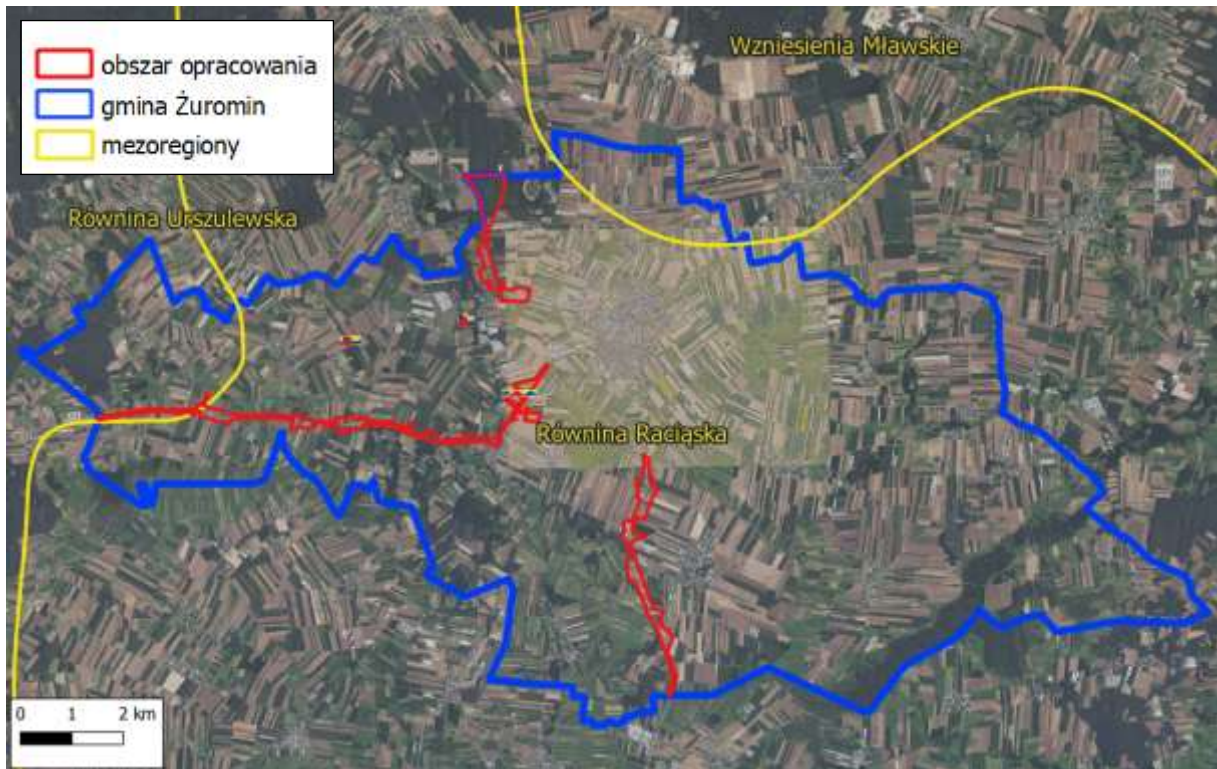 obszar opracowania
gmina Żuromin
mezoregiony
Wzniesienia Mławskie
Równina Urszulewska
Równina Raciąska
0 1 2 km